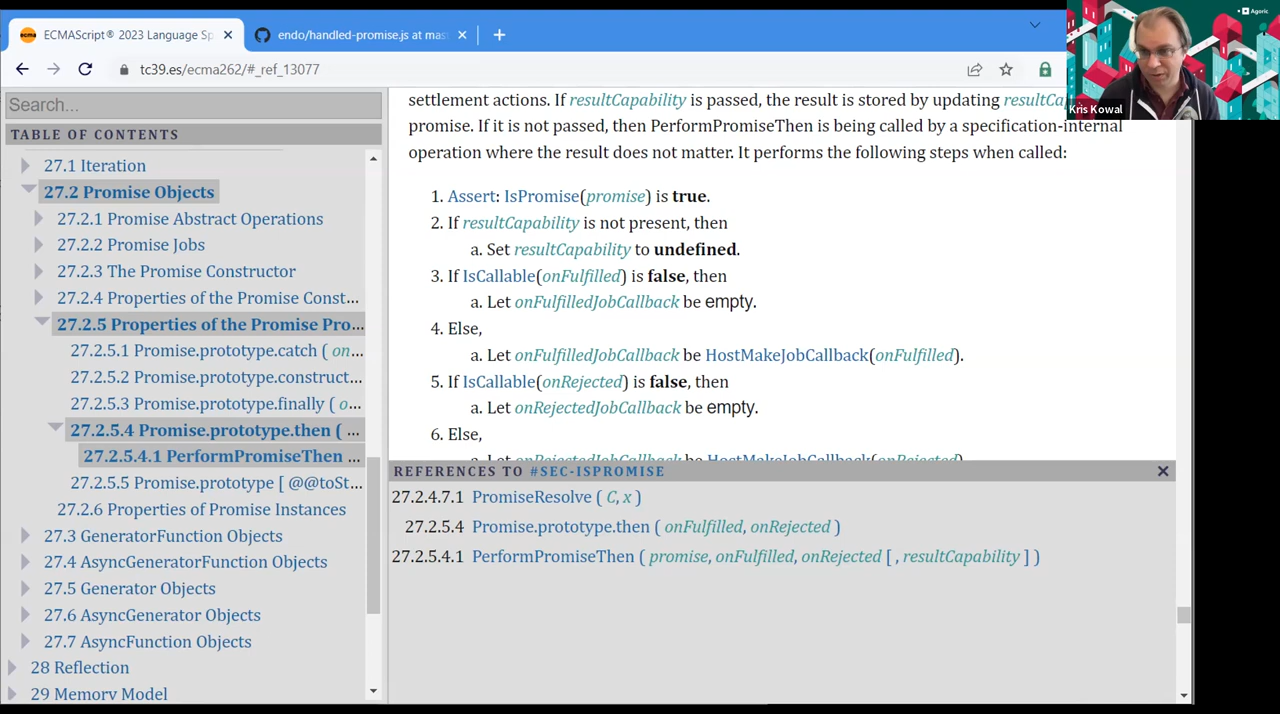 ECMAScript® 2023 Language Sp
endo/handled-promise.js at mas
tc39.es/ecma262/#_ref_13077
Agoric
Kris Kowal
Search...
TABLE OF CONTENTS
27.1 Iteration
27.2 Promise Objects
27.2.1 Promise Abstract Operations
27.2.2 Promise Jobs
27.2.3 The Promise Constructor
27.2.4 Properties of the Promise Const...
27.2.5 Properties of the Promise Pro...
27.2.5.1 Promise.prototype.catch ( on...
27.2.5.2 Promise.prototype.construct...
27.2.5.3 Promise.prototype.finally ( o...
27.2.5.4 Promise.prototype.then ( ...
27.2.5.4.1 PerformPromiseThen ...
27.2.5.5 Promise.prototype [ @@toSt...
27.2.6 Properties of Promise Instances
27.3 GeneratorFunction Objects
27.4 AsyncGeneratorFunction Objects
27.5 Generator Objects
27.6 AsyncGenerator Objects
27.7 AsyncFunction Objects
28 Reflection
29 Memory Model
settlement actions. If resultCapability is passed, the result is stored by updating resultCa
promise. If it is not passed, then PerformPromiseThen is being called by a specification-internal
operation where the result does not matter. It performs the following steps when called:
1. Assert: IsPromise(promise) is true.
2. If resultCapability is not present, then
a. Set resultCapability to undefined.
3. If IsCallable(onFulfilled) is false, then
a. Let onFulfilledJobCallback be empty.
4. Else,
a. Let onFulfilledJobCallback be HostMakeJobCallback(onFulfilled).
5. If IsCallable(onRejected) is false, then
a. Let onRejectedJobCallback be empty.
6. Else,
a. Let onRejectedJobCallback be HostMakeJobCallback(onRejected)
REFERENCES TO #SEC-ISPROMISE
27.2.4.7.1 PromiseResolve ( C, x )
27.2.5.4 Promise.prototype.then ( onFulfilled, onRejected )
27.2.5.4.1 PerformPromiseThen ( promise, onFulfilled, onRejected [ , resultCapability ] )